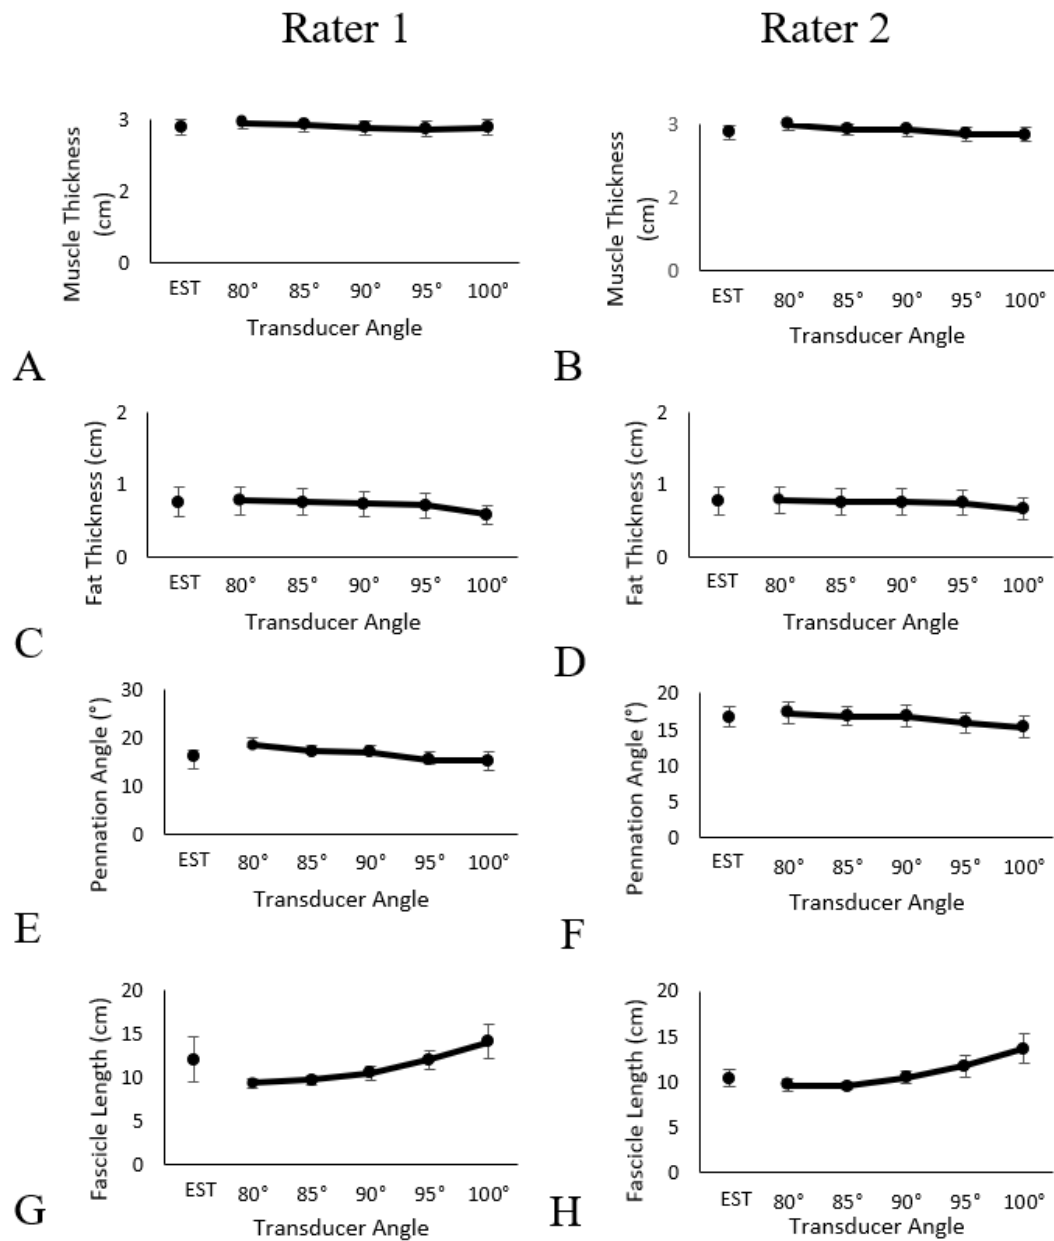 Rater 1
Rater 2
Muscle Thickness
(cm)
3
2
0
EST 80° 85° 90° 95° 100°
Transducer Angle
A
Muscle Thickness
(cm)
3
2
0
EST 80° 85° 90° 95° 100°
Transducer Angle
B
Fat Thickness (cm)
2
1
0
EST 80° 85° 90° 95° 100°
Transducer Angle
C
Fat Thickness (cm)
2
1
0
EST 80° 85° 90° 95° 100°
Transducer Angle
D
Pennation Angle (°)
30
20
10
0
EST 80° 85° 90° 95° 100°
Transducer Angle
E
Pennation Angle (°)
20
15
10
5
0
EST 80° 85° 90° 95° 100°
Transducer Angle
F
Fascicle Length (cm)
20
15
10
5
0
EST 80° 85° 90° 95° 100°
Transducer Angle
G
Fascicle Length (cm)
20
15
10
5
0
EST 80° 85° 90° 95° 100°
Transducer Angle
H